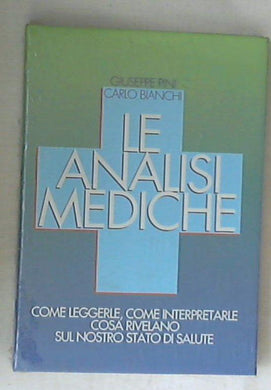 GIUSEPPE PINI
CARLO BIANCHI
LE
ANALISI
MEDICHE
COME LEGGERLE, COME INTERPRETARLE
COSA RIVELANO
SUL NOSTRO STATO DI SALUTE